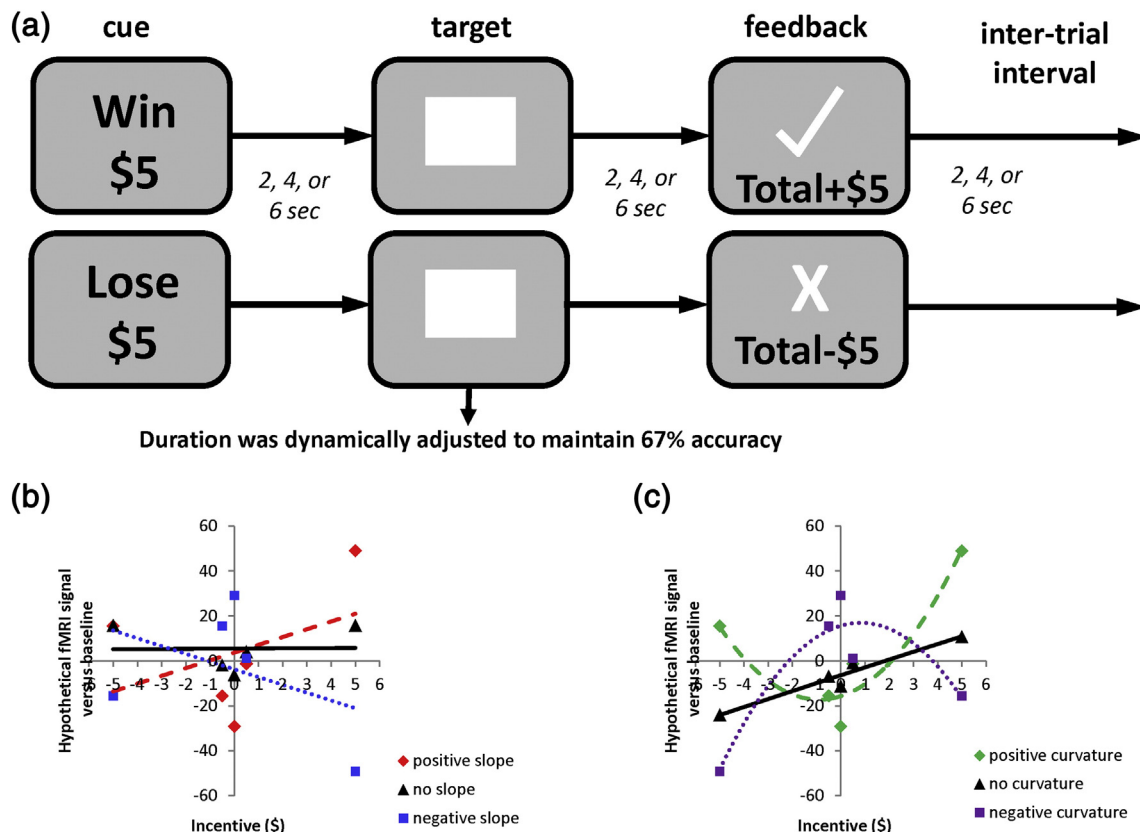 (a)
cue
target
feedback
inter-trial
interval
Win
$5
2, 4, or
6 sec
2, 4, or
6 sec
Total+$5
2, 4, or
6 sec
Lose
$5
X
Total-$5
Duration was dynamically adjusted to maintain 67% accuracy
(b)
Hypothetical fMRI signal
versus baseline
60
40
20
0
-20
-40
-60
-5 -4 -3 -2 -1 0 1 2 3 4 5 6
positive slope
no slope
negative slope
Incentive ($)
(c)
Hypothetical fMRI signal
versus baseline
60
40
20
0
-20
-40
-60
-5 -4 -3 -2 -1 0 1 2 3 4 5 6
positive curvature
no curvature
negative curvature
Incentive ($)